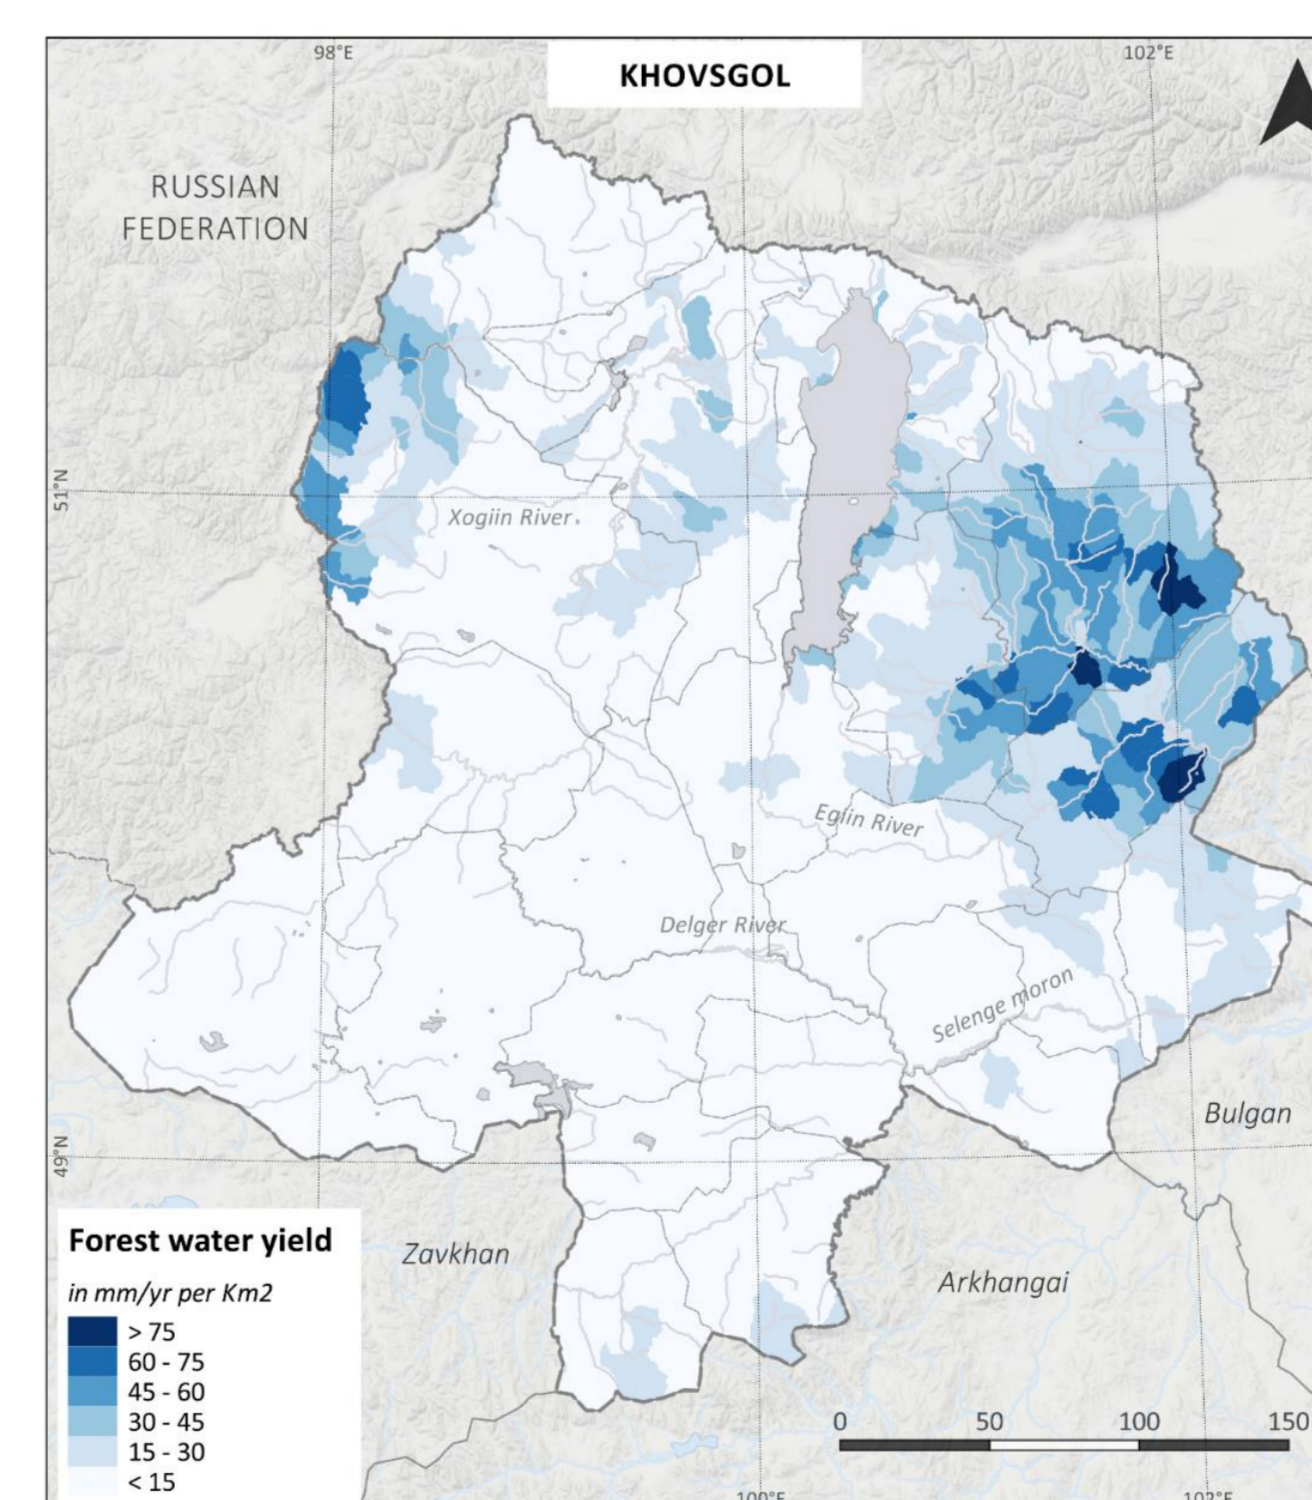 98°E
102°E
KHOVSGOL
RUSSIAN
FEDERATION
51°N
Xogiin River
Egiin River
Delger River
Selenge moron
Bulgan
49°N
Forest water yield
in mm/yr per Km2
> 75
60 - 75
45 - 60
30 - 45
15 - 30
< 15
Zavkhan
Arkhangai
0 50 100 150
100°E
102°E